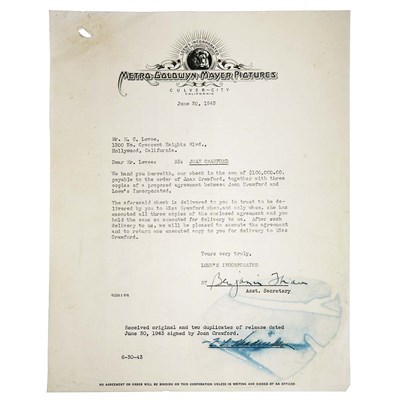 LOEW'S INCORPORATED
METRO-GOLDWYN-MAYER PICTURES
CULVER CITY
CALIFORNIA
June 30, 1943
1300 No. Crescent Heights Blvd.,
Hollywood, California.
RE: JOAN CRAWFORD
We hand you herewith, our check in the sum of $100,000.00,
payable to the order of Joan Crawford, together with three
copies of a proposed agreement between Joan Crawford and
Loew's Incorporated.
The aforesaid check is delivered to you in trust to be de-
livered by you to Miss Crawford when, and only when, she has
executed all three copies of the enclosed agreement and you
hold the same so executed for delivery to us. After such
delivery to us, we will be pleased to execute the agreement
and to return one executed copy to you for delivery to Miss
Crawford.
Yours very truly,
LOEW'S INCORPORATED
BY Benjamin Thau
Asst. Secretary
Received original and two duplicates of release dated
June 30, 1943 signed by Joan Crawford.
6-30-43
NO AGREEMENT OR ORDER WILL BE BINDING ON THIS CORPORATION UNLESS IN WRITING AND SIGNED BY AN OFFICER